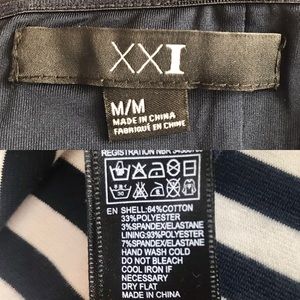 XXI
M/M
MADE IN CHINA
FABRIQUÉ EN CHINE
REGISTRATION NBR
30
EN SHELL:64%COTTON
33%POLYESTER
3%SPANDEX/ELASTANE
LINING:93%POLYESTER
7%SPANDEX/ELASTANE
HAND WASH COLD
DO NOT BLEACH
COOL IRON IF
NECESSARY
DRY FLAT
MADE IN CHINA